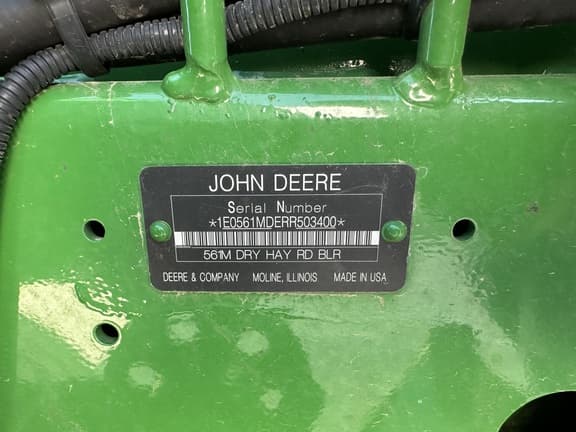 JOHN DEERE
Serial Number
*1E0561MDERR503400*
561M DRY HAY RD BLR
DEERE & COMPANY MOLINE, ILLINOIS MADE IN USA